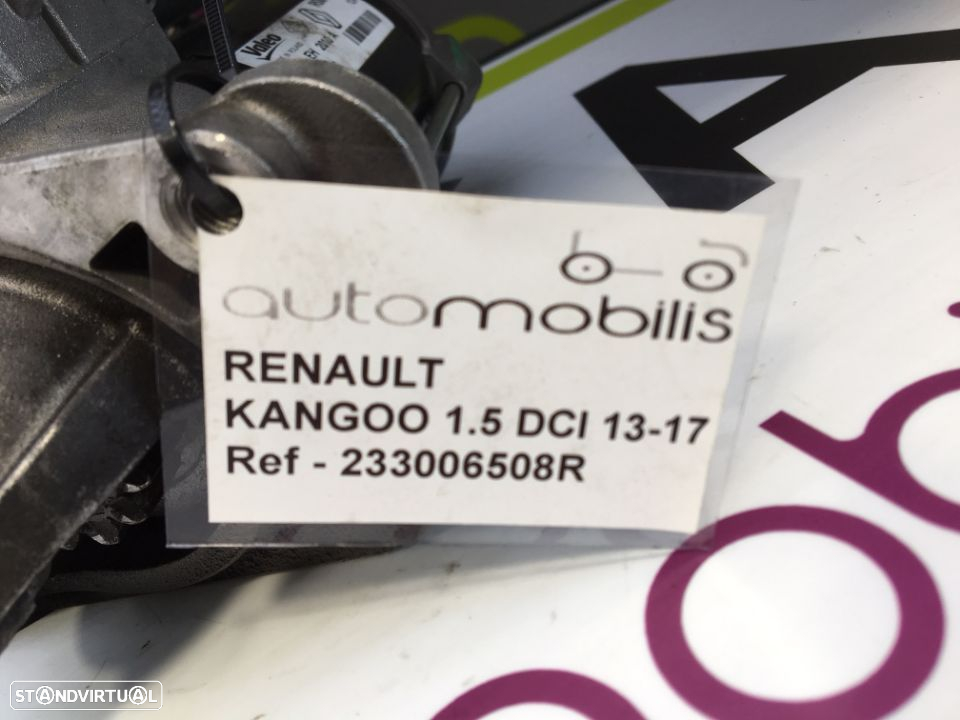 Valeo
automobilis
RENAULT
KANGOO 1.5 DCI 13-17
Ref - 233006508R
STANDVIRTUAL